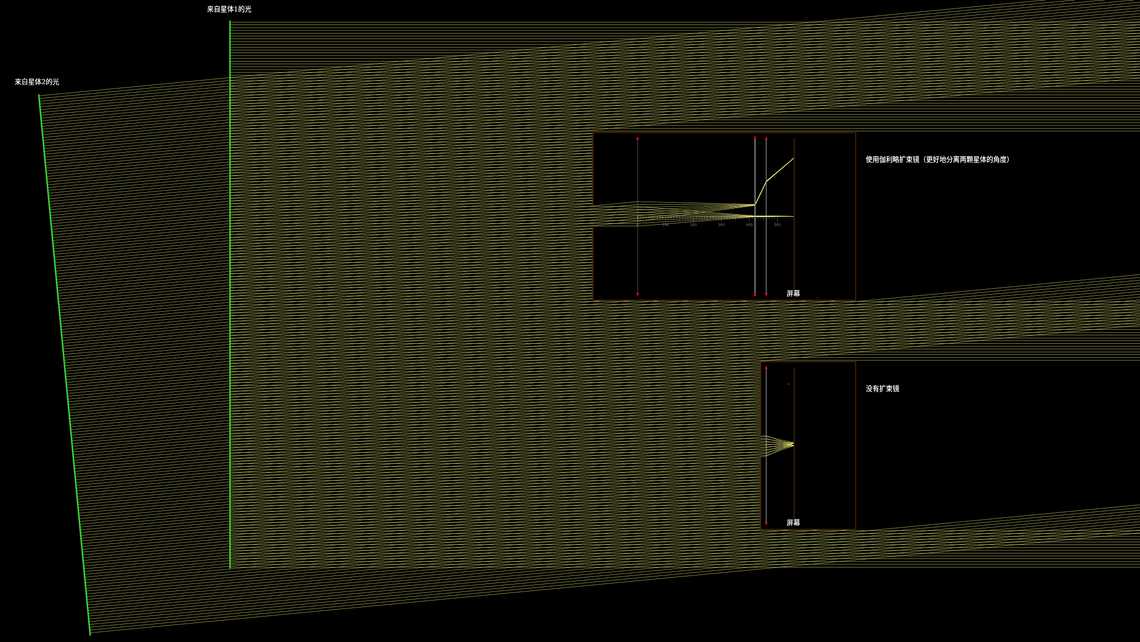 来自星体1的光
来自星体2的光
使用伽利略扩束镜（更好地分离两颗星体的角度）
屏幕
没有扩束镜
屏幕